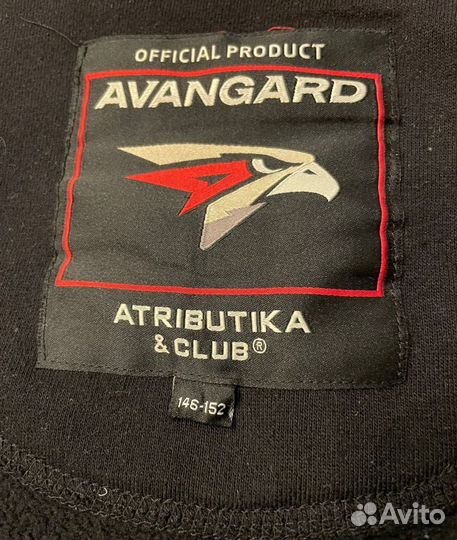 OFFICIAL PRODUCT
AVANGARD
ATRIBUTIKA
& CLUB®
146-152
Avito